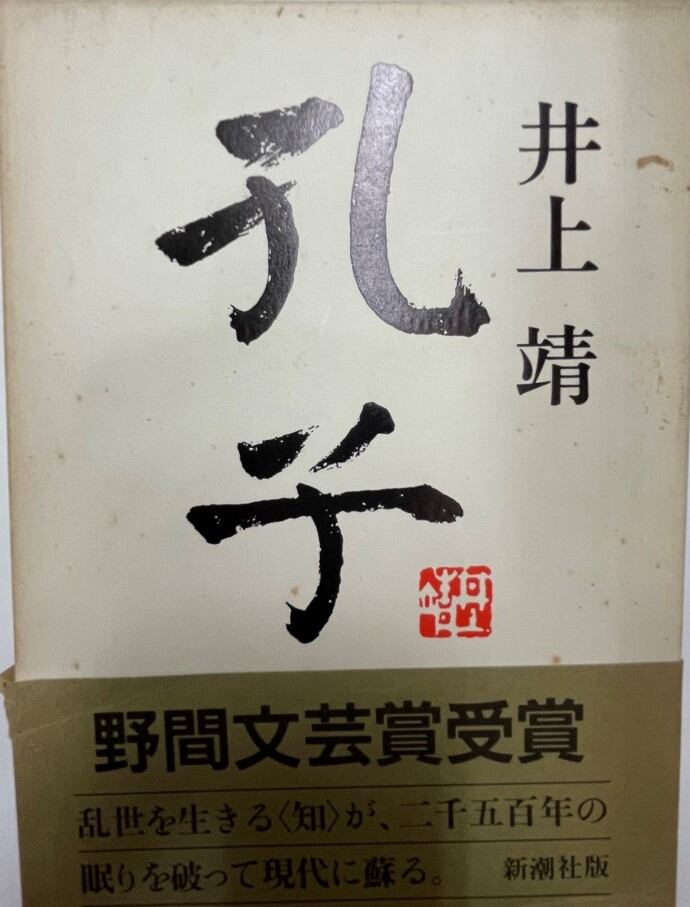 井上 靖
孔子
野間文芸賞受賞
乱世を生きる〈知〉が、二千五百年の
眠りを破って現代に蘇る。 新潮社版